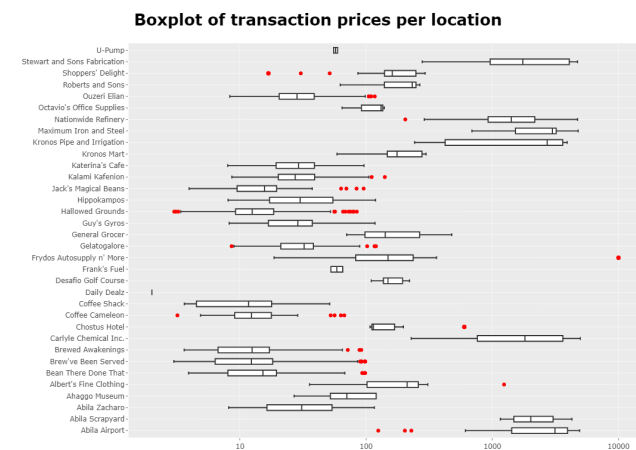 Boxplot of transaction prices per location
U-Pump
Stewart and Sons Fabrication
Shoppers' Delight
Roberts and Sons
Ouzeri Elian
Octavio's Office Supplies
Nationwide Refinery
Maximum Iron and Steel
Kronos Pipe and Irrigation
Kronos Mart
Katerina's Cafe
Kalami Kafenion
Jack's Magical Beans
Hippokampos
Hallowed Grounds
Guy's Gyros
General Grocer
Gelatogalore
Frydos Autosupply n' More
Frank's Fuel
Desafio Golf Course
Daily Dealz
Coffee Shack
Coffee Cameleon
Chostus Hotel
Carlyle Chemical Inc.
Brewed Awakenings
Brew've Been Served
Bean There Done That
Albert's Fine Clothing
Ahaggo Museum
Abila Zacharo
Abila Scrapyard
Abila Airport
10 100 1000 10000